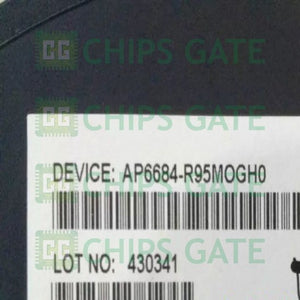 CHIPS GATE
DEVICE: AP6684-R95MOGH0
CHIPS GATE
LOT NO: 430341
CHIPS GATE